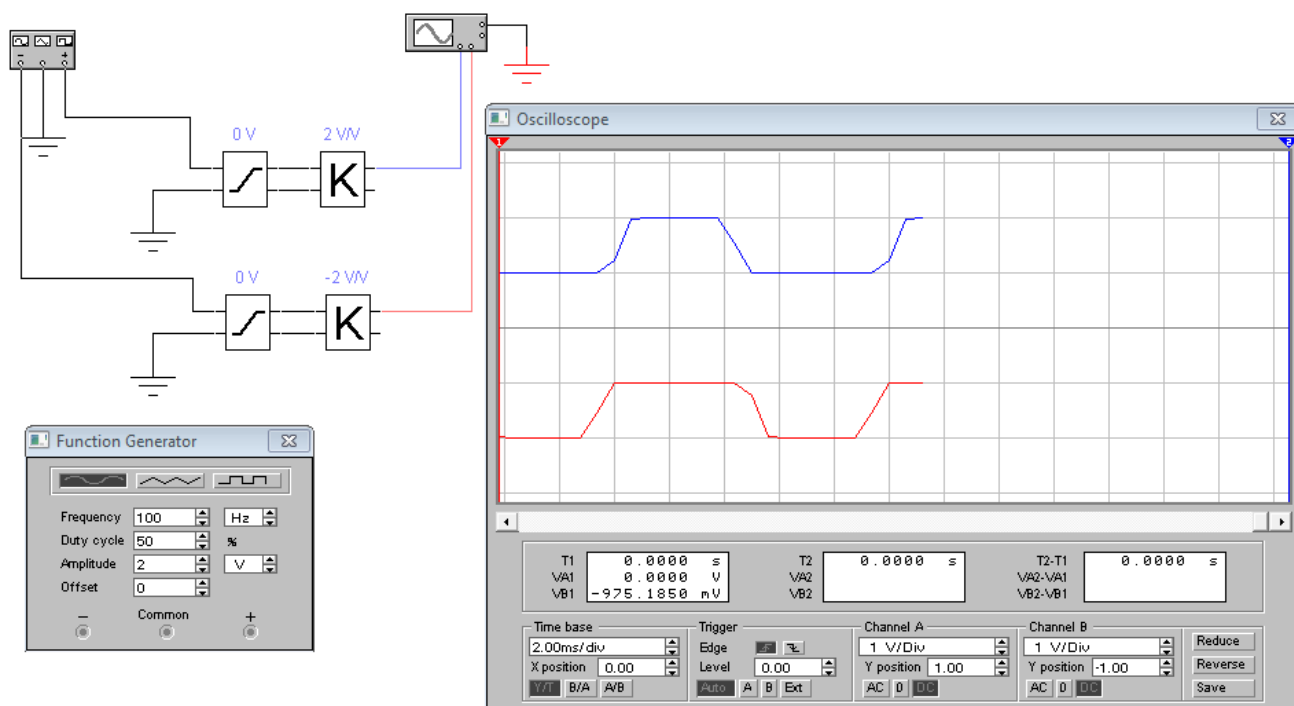 − +
0 V 2 V/V
K
0 V -2 V/V
K
Oscilloscope
1 2
T1 0.0000 s T2 0.0000 s T2-T1 0.0000 s
VA1 0.0000 V VA2 VA2-VA1
VB1 -975.1850 mV VB2 VB2-VB1
Time base Trigger Channel A Channel B
2.00ms/div Edge 1 V/Div 1 V/Div Reduce
X position 0.00 Level 0.00 Y position 1.00 Y position -1.00 Reverse
Y/T B/A A/B Auto A B Ext AC 0 DC AC 0 DC Save
Function Generator
Frequency 100 Hz
Duty cycle 50 %
Amplitude 2 V
Offset 0
− Common +